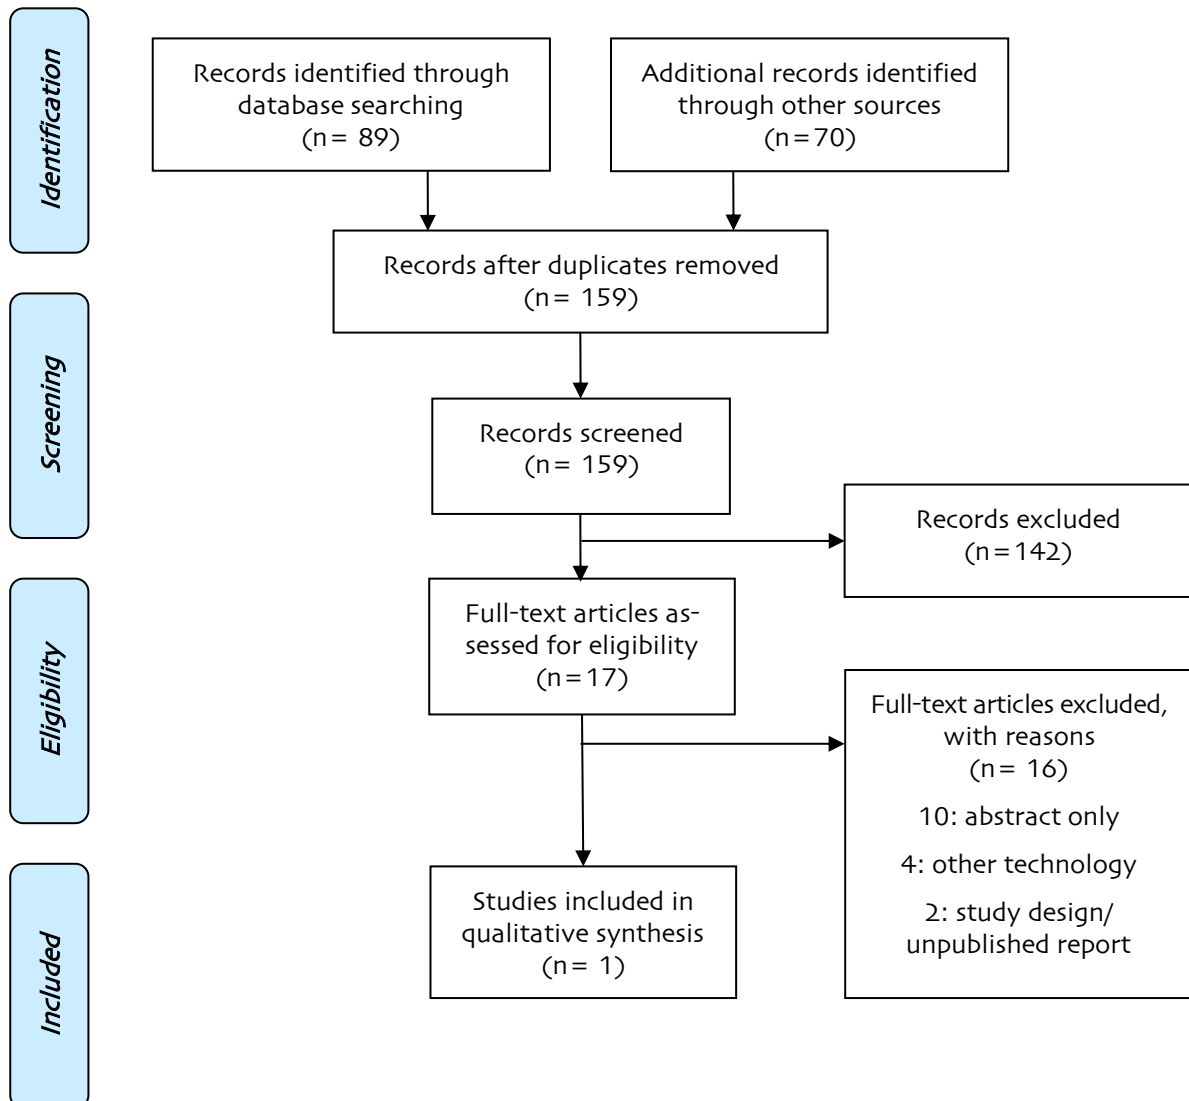 Identification
Records identified through
database searching
(n = 89)
Additional records identified
through other sources
(n = 70)
Records after duplicates removed
(n = 159)
Screening
Records screened
(n = 159)
Records excluded
(n = 142)
Eligibility
Full-text articles as-
sessed for eligibility
(n = 17)
Full-text articles excluded,
with reasons
(n = 16)
10: abstract only
4: other technology
2: study design/
unpublished report
Included
Studies included in
qualitative synthesis
(n = 1)